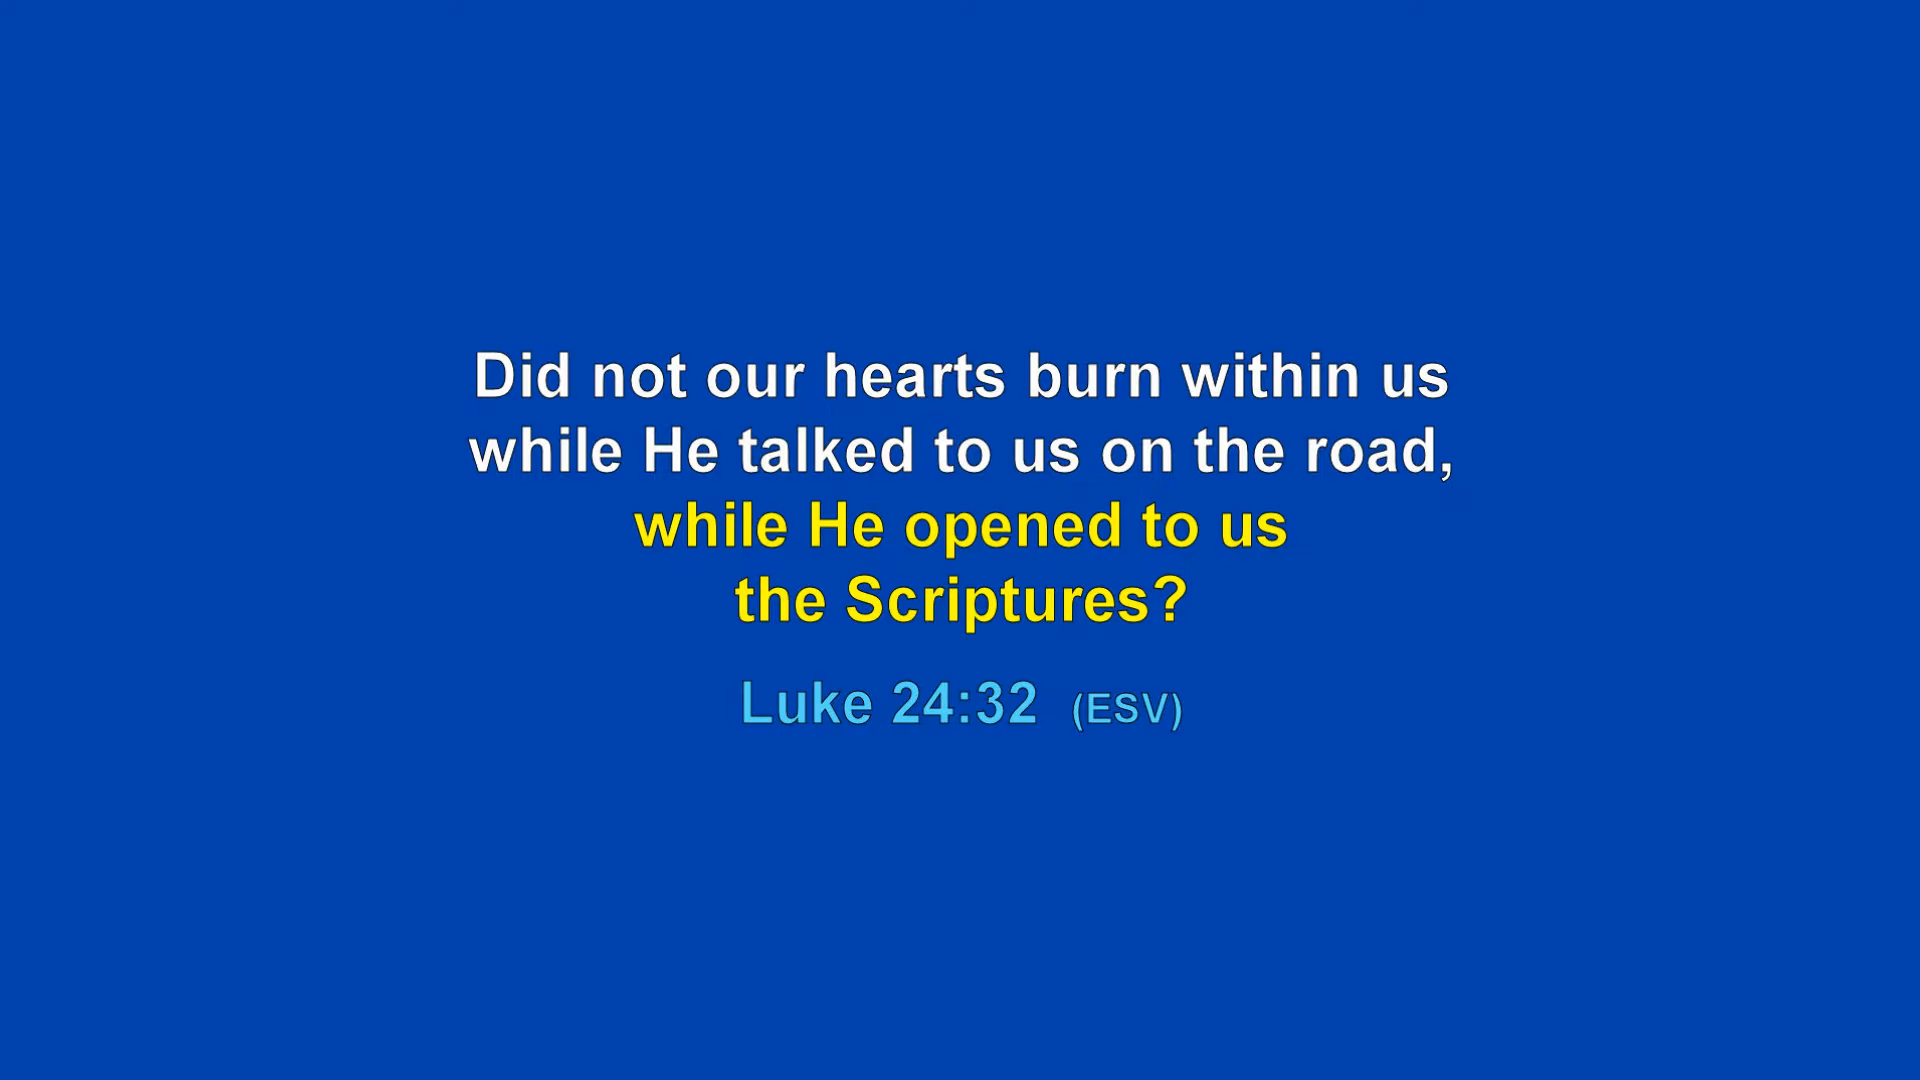 Did not our hearts burn within us
while He talked to us on the road,
while He opened to us
the Scriptures?
Luke 24:32 (ESV)